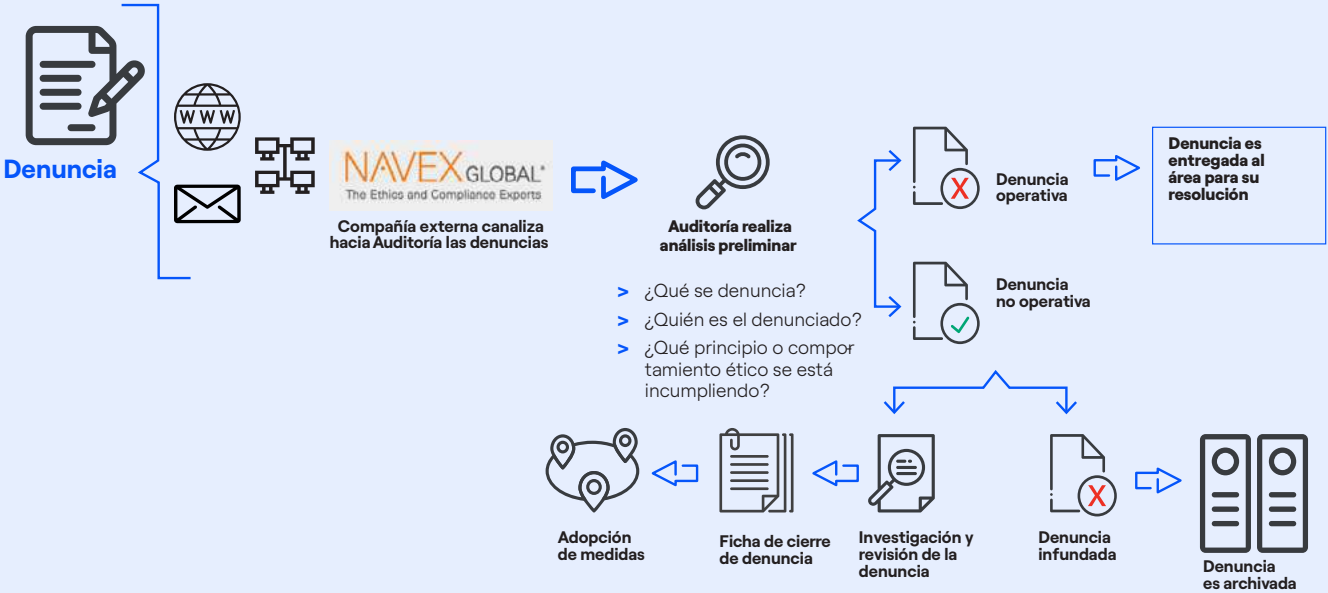 Denuncia
WWW
NAVEX GLOBAL®
The Ethics and Compliance Experts
Compañía externa canaliza
hacia Auditoría las denuncias
Auditoría realiza
análisis preliminar
> ¿Qué se denuncia?
> ¿Quién es el denunciado?
> ¿Qué principio o compor
tamiento ético se está
incumpliendo?
X
Denuncia
operativa
Denuncia es
entregada al
área para su
resolución
Denuncia
no operativa
Adopción
de medidas
Ficha de cierre
de denuncia
Investigación y
revisión de la
denuncia
X
Denuncia
infundada
Denuncia
es archivada